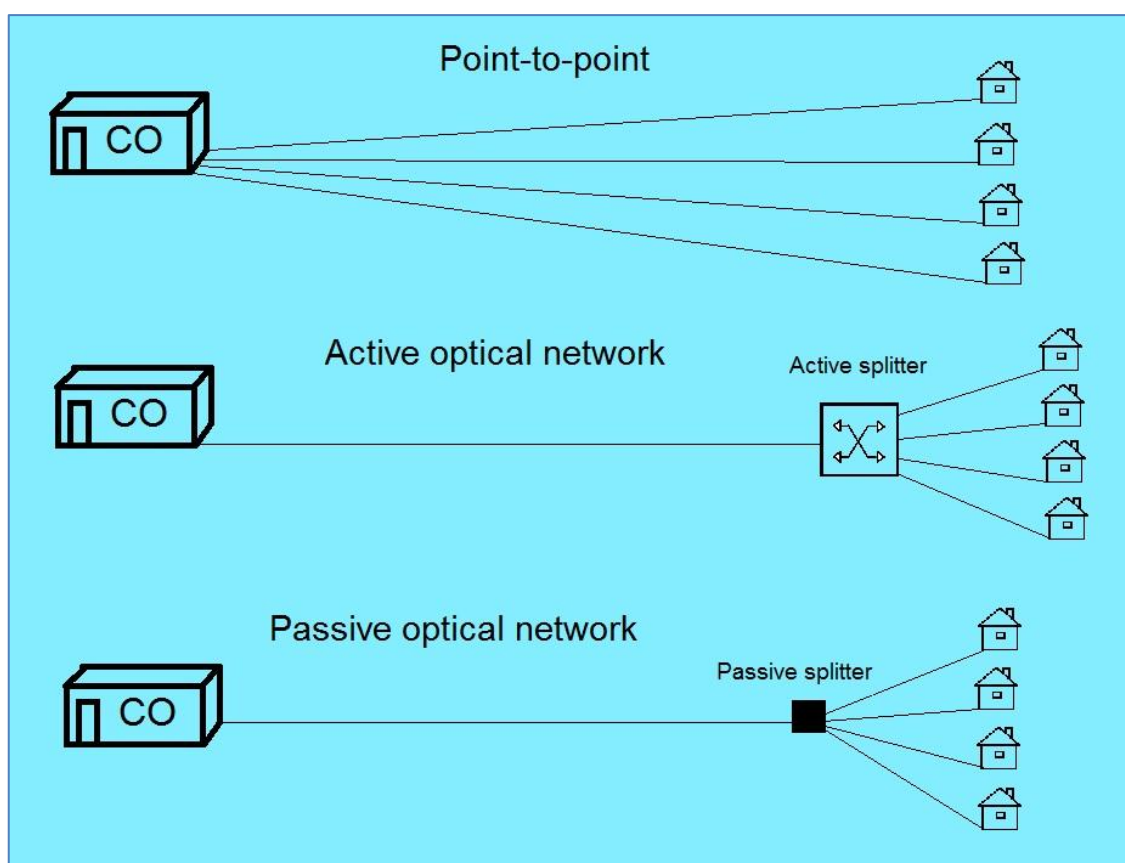 Point-to-point
CO
Active optical network
Active splitter
CO
Passive optical network
Passive splitter
CO